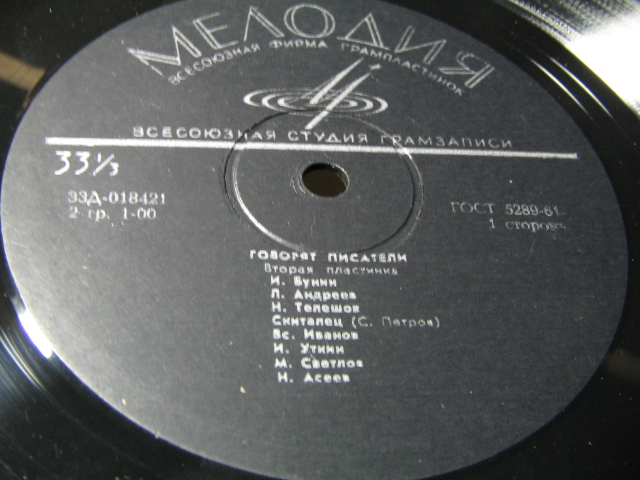 МЕЛОДИЯ
ВСЕСОЮЗНАЯ ФИРМА ГРАМПЛАСТИНОК
ВСЕСОЮЗНАЯ СТУДИЯ ГРАМЗАПИСИ
33⅓
33Д-018421
2 гр. 1-00
ГОСТ 5289-61
1 сторона
ГОВОРЯТ ПИСАТЕЛИ
Вторая пластинка
И. Бунин
Л. Андреев
Н. Телешов
Скиталец (С. Петров)
Вс. Иванов
И. Уткин
М. Светлов
Н. Асеев